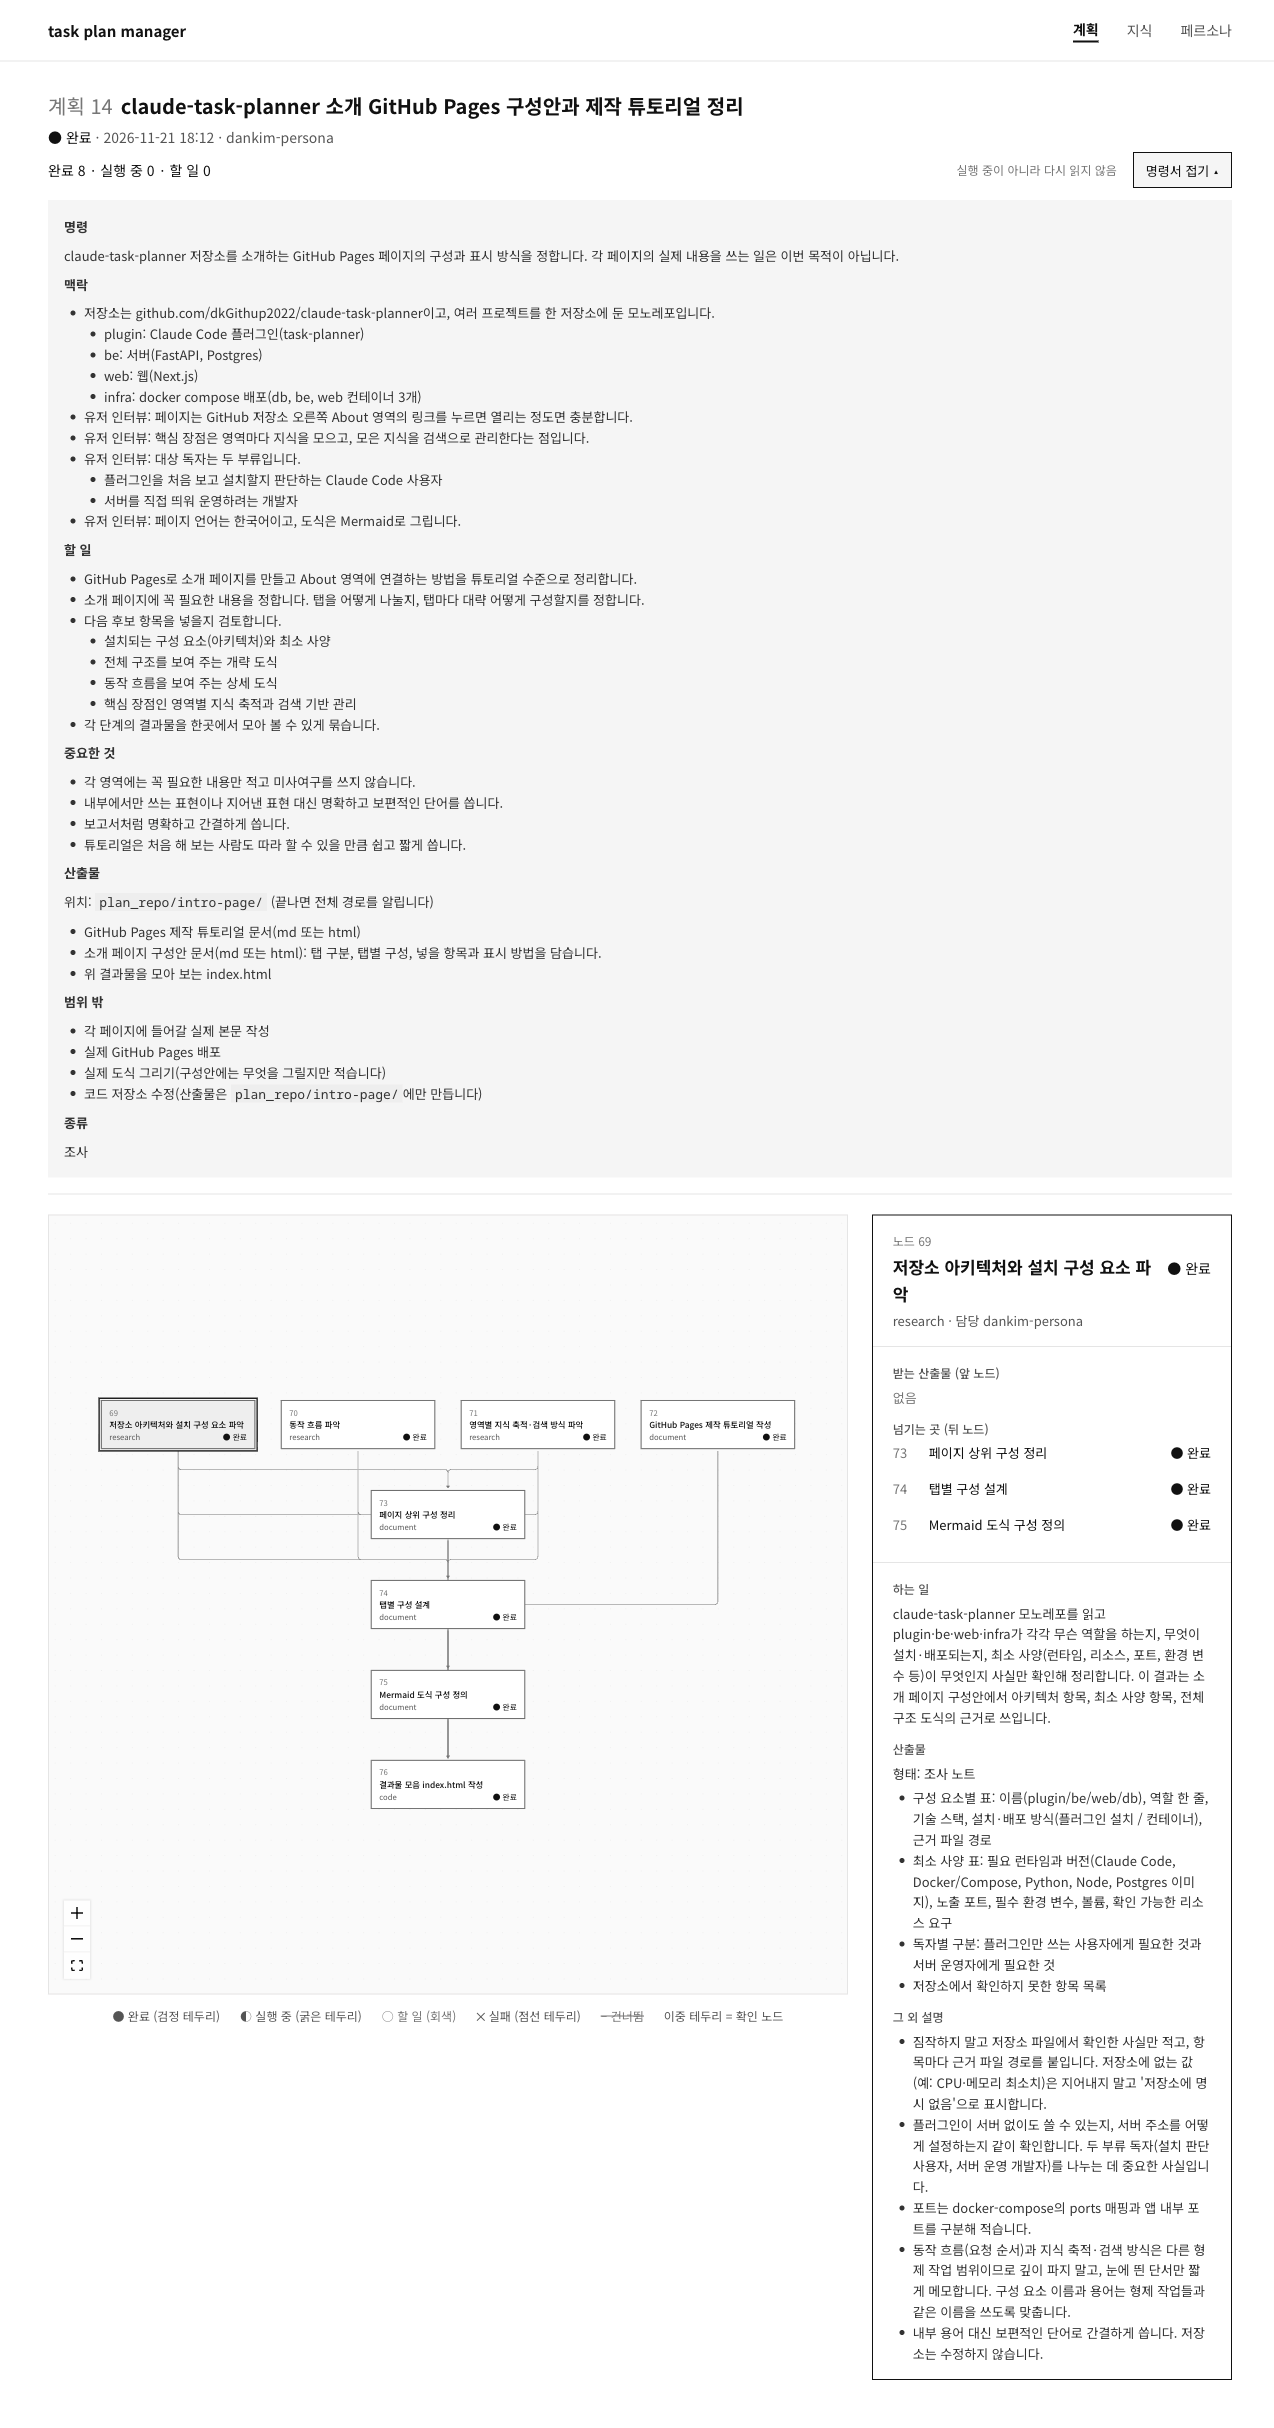 task plan manager
계획
지식
페르소나
계획 14 claude-task-planner 소개 GitHub Pages 구성안과 제작 튜토리얼 정리
● 완료 · 2026-11-21 18:12 · dankim-persona
완료 8 · 실행 중 0 · 할 일 0
실행 중이 아니라 다시 읽지 않음
명령서 접기 ▴
명령
claude-task-planner 저장소를 소개하는 GitHub Pages 페이지의 구성과 표시 방식을 정합니다. 각 페이지의 실제 내용을 쓰는 일은 이번 목적이 아닙니다.
맥락
• 저장소는 github.com/dkGithup2022/claude-task-planner이고, 여러 프로젝트를 한 저장소에 둔 모노레포입니다.
• plugin: Claude Code 플러그인(task-planner)
• be: 서버(FastAPI, Postgres)
• web: 웹(Next.js)
• infra: docker compose 배포(db, be, web 컨테이너 3개)
• 유저 인터뷰: 페이지는 GitHub 저장소 오른쪽 About 영역의 링크를 누르면 열리는 정도면 충분합니다.
• 유저 인터뷰: 핵심 장점은 영역마다 지식을 모으고, 모은 지식을 검색으로 관리한다는 점입니다.
• 유저 인터뷰: 대상 독자는 두 부류입니다.
• 플러그인을 처음 보고 설치할지 판단하는 Claude Code 사용자
• 서버를 직접 띄워 운영하려는 개발자
• 유저 인터뷰: 페이지 언어는 한국어이고, 도식은 Mermaid로 그립니다.
할 일
• GitHub Pages로 소개 페이지를 만들고 About 영역에 연결하는 방법을 튜토리얼 수준으로 정리합니다.
• 소개 페이지에 꼭 필요한 내용을 정합니다. 탭을 어떻게 나눌지, 탭마다 대략 어떻게 구성할지를 정합니다.
• 다음 후보 항목을 넣을지 검토합니다.
• 설치되는 구성 요소(아키텍처)와 최소 사양
• 전체 구조를 보여 주는 개략 도식
• 동작 흐름을 보여 주는 상세 도식
• 핵심 장점인 영역별 지식 축적과 검색 기반 관리
• 각 단계의 결과물을 한곳에서 모아 볼 수 있게 묶습니다.
중요한 것
• 각 영역에는 꼭 필요한 내용만 적고 미사여구를 쓰지 않습니다.
• 내부에서만 쓰는 표현이나 지어낸 표현 대신 명확하고 보편적인 단어를 씁니다.
• 보고서처럼 명확하고 간결하게 씁니다.
• 튜토리얼은 처음 해 보는 사람도 따라 할 수 있을 만큼 쉽고 짧게 씁니다.
산출물
위치: plan_repo/intro-page/ (끝나면 전체 경로를 알립니다)
• GitHub Pages 제작 튜토리얼 문서(md 또는 html)
• 소개 페이지 구성안 문서(md 또는 html): 탭 구분, 탭별 구성, 넣을 항목과 표시 방법을 담습니다.
• 위 결과물을 모아 보는 index.html
범위 밖
• 각 페이지에 들어갈 실제 본문 작성
• 실제 GitHub Pages 배포
• 실제 도식 그리기(구성안에는 무엇을 그릴지만 적습니다)
• 코드 저장소 수정(산출물은 plan_repo/intro-page/에만 만듭니다)
종류
조사
69
저장소 아키텍처와 설치 구성 요소 파악
research ● 완료
70
동작 흐름 파악
research ● 완료
71
영역별 지식 축적·검색 방식 파악
research ● 완료
72
GitHub Pages 제작 튜토리얼 작성
document ● 완료
73
페이지 상위 구성 정리
document ● 완료
74
탭별 구성 설계
document ● 완료
75
Mermaid 도식 구성 정의
document ● 완료
76
결과물 모음 index.html 작성
code ● 완료
● 완료 (검정 테두리) ◐ 실행 중 (굵은 테두리) ○ 할 일 (회색) × 실패 (점선 테두리) – 건너뜀 이중 테두리 = 확인 노드
노드 69
저장소 아키텍처와 설치 구성 요소 파
악
● 완료
research · 담당 dankim-persona
받는 산출물 (앞 노드)
없음
넘기는 곳 (뒤 노드)
73 페이지 상위 구성 정리 ● 완료
74 탭별 구성 설계 ● 완료
75 Mermaid 도식 구성 정의 ● 완료
하는 일
claude-task-planner 모노레포를 읽고
plugin·be·web·infra가 각각 무슨 역할을 하는지, 무엇이
설치·배포되는지, 최소 사양(런타임, 리소스, 포트, 환경 변
수 등)이 무엇인지 사실만 확인해 정리합니다. 이 결과는 소
개 페이지 구성안에서 아키텍처 항목, 최소 사양 항목, 전체
구조 도식의 근거로 쓰입니다.
산출물
형태: 조사 노트
• 구성 요소별 표: 이름(plugin/be/web/db), 역할 한 줄,
기술 스택, 설치·배포 방식(플러그인 설치 / 컨테이너),
근거 파일 경로
• 최소 사양 표: 필요 런타임과 버전(Claude Code,
Docker/Compose, Python, Node, Postgres 이미
지), 노출 포트, 필수 환경 변수, 볼륨, 확인 가능한 리소
스 요구
• 독자별 구분: 플러그인만 쓰는 사용자에게 필요한 것과
서버 운영자에게 필요한 것
• 저장소에서 확인하지 못한 항목 목록
그 외 설명
• 짐작하지 말고 저장소 파일에서 확인한 사실만 적고, 항
목마다 근거 파일 경로를 붙입니다. 저장소에 없는 값
(예: CPU·메모리 최소치)은 지어내지 말고 '저장소에 명
시 없음'으로 표시합니다.
• 플러그인이 서버 없이도 쓸 수 있는지, 서버 주소를 어떻
게 설정하는지 같이 확인합니다. 두 부류 독자(설치 판단
사용자, 서버 운영 개발자)를 나누는 데 중요한 사실입니
다.
• 포트는 docker-compose의 ports 매핑과 앱 내부 포
트를 구분해 적습니다.
• 동작 흐름(요청 순서)과 지식 축적·검색 방식은 다른 형
제 작업 범위이므로 깊이 파지 말고, 눈에 띈 단서만 짧
게 메모합니다. 구성 요소 이름과 용어는 형제 작업들과
같은 이름을 쓰도록 맞춥니다.
• 내부 용어 대신 보편적인 단어로 간결하게 씁니다. 저장
소는 수정하지 않습니다.